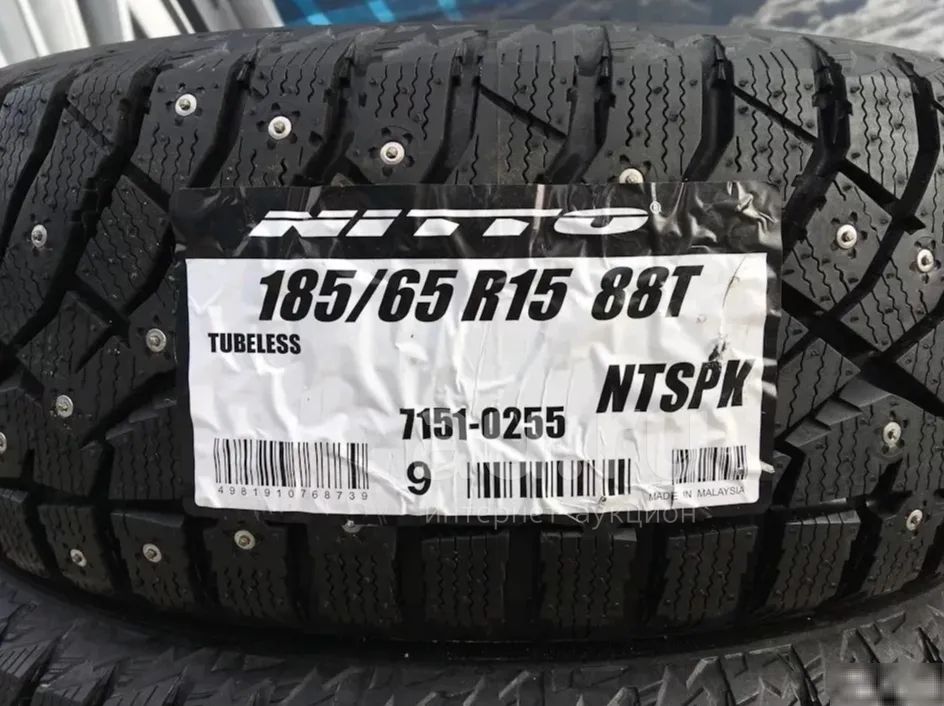 NITTO®
185/65 R15 88T
TUBELESS
NTSPK
7151-0255
4981910768739
9
MADE IN MALAYSIA
интернет-аукцион